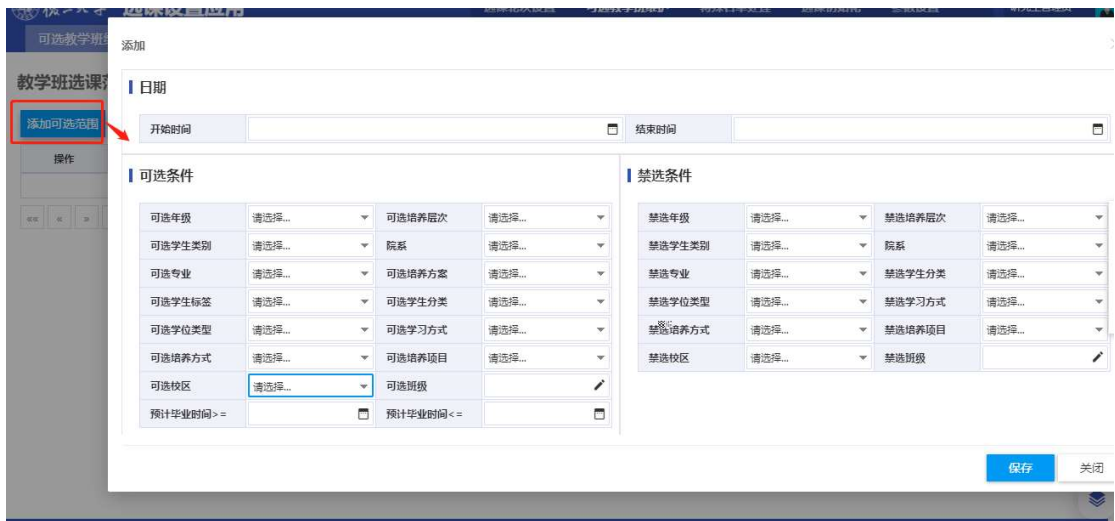 选课设置应用
可选教学班
教学班选课
添加可选范围
操作
添加
日期
开始时间 结束时间
可选条件 禁选条件
可选年级 请选择... 可选培养层次 请选择... 禁选年级 请选择... 禁选培养层次 请选择...
可选学生类别 请选择... 院系 请选择... 禁选学生类别 请选择... 院系 请选择...
可选专业 请选择... 可选培养方案 请选择... 禁选专业 请选择... 禁选学生分类 请选择...
可选学生标签 请选择... 可选学生分类 请选择... 禁选学位类型 请选择... 禁选学习方式 请选择...
可选学位类型 请选择... 可选学习方式 请选择... 禁选培养方式 请选择... 禁选培养项目 请选择...
可选培养方式 请选择... 可选培养项目 请选择... 禁选校区 请选择... 禁选班级
可选校区 请选择... 可选班级
预计毕业时间>= 预计毕业时间<=
保存 关闭